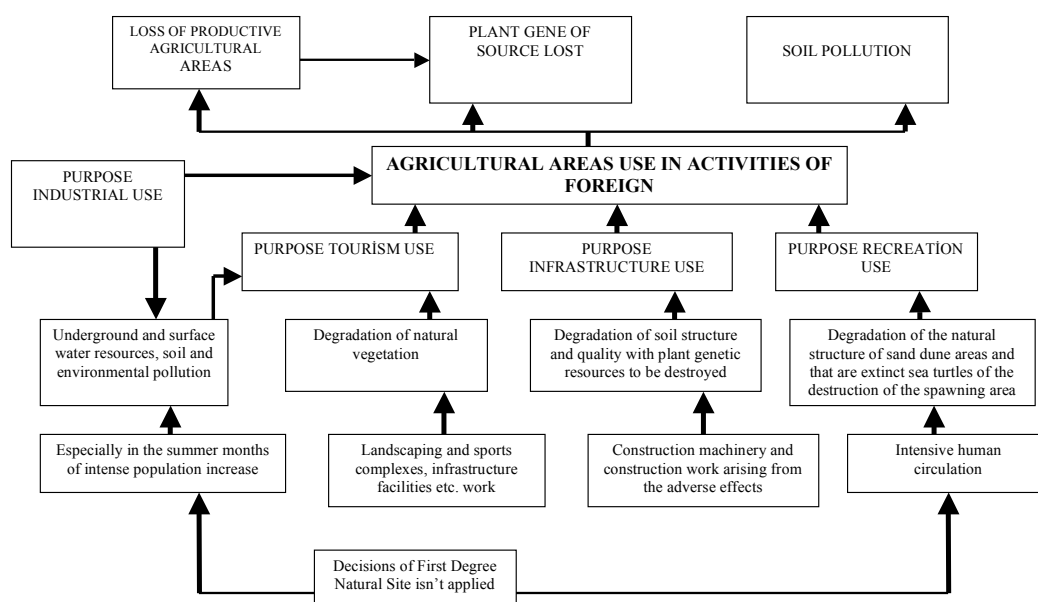 LOSS OF PRODUCTIVE
AGRICULTURAL
AREAS
PLANT GENE OF
SOURCE LOST
SOIL POLLUTION
AGRICULTURAL AREAS USE IN ACTIVITIES OF
FOREIGN
PURPOSE
INDUSTRIAL USE
PURPOSE TOURİSM USE
PURPOSE
INFRASTRUCTURE USE
PURPOSE RECREATİON
USE
Underground and surface
water resources, soil and
environmental pollution
Degradation of natural
vegetation
Degradation of soil structure
and quality with plant genetic
resources to be destroyed
Degradation of the natural
structure of sand dune areas and
that are extinct sea turtles of the
destruction of the spawning area
Especially in the summer months
of intense population increase
Landscaping and sports
complexes, infrastructure
facilities etc. work
Construction machinery and
construction work arising from
the adverse effects
Intensive human
circulation
Decisions of First Degree
Natural Site isn’t applied